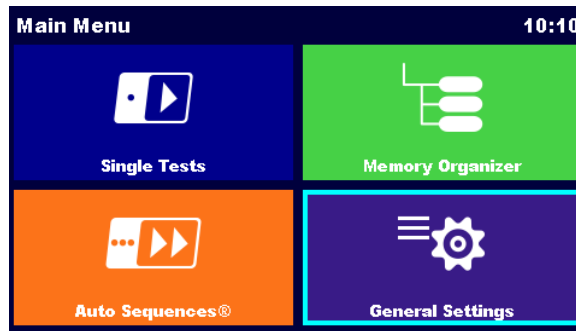 Main Menu 10:10
Single Tests
Memory Organizer
Auto Sequences®
General Settings